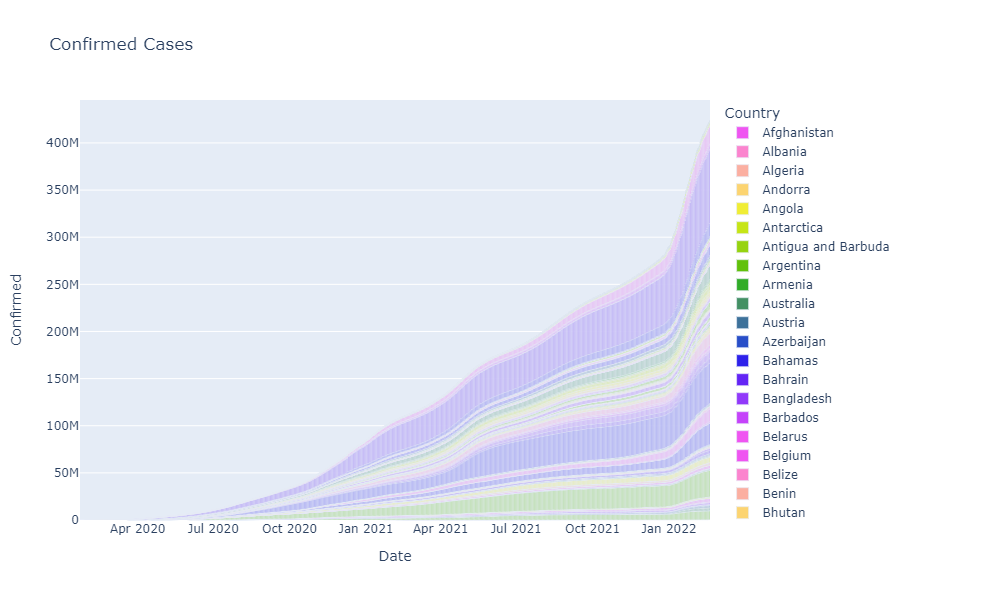 Confirmed Cases
Confirmed
400M
350M
300M
250M
200M
150M
100M
50M
0
Apr 2020
Jul 2020
Oct 2020
Jan 2021
Apr 2021
Jul 2021
Oct 2021
Jan 2022
Date
Country
Afghanistan
Albania
Algeria
Andorra
Angola
Antarctica
Antigua and Barbuda
Argentina
Armenia
Australia
Austria
Azerbaijan
Bahamas
Bahrain
Bangladesh
Barbados
Belarus
Belgium
Belize
Benin
Bhutan